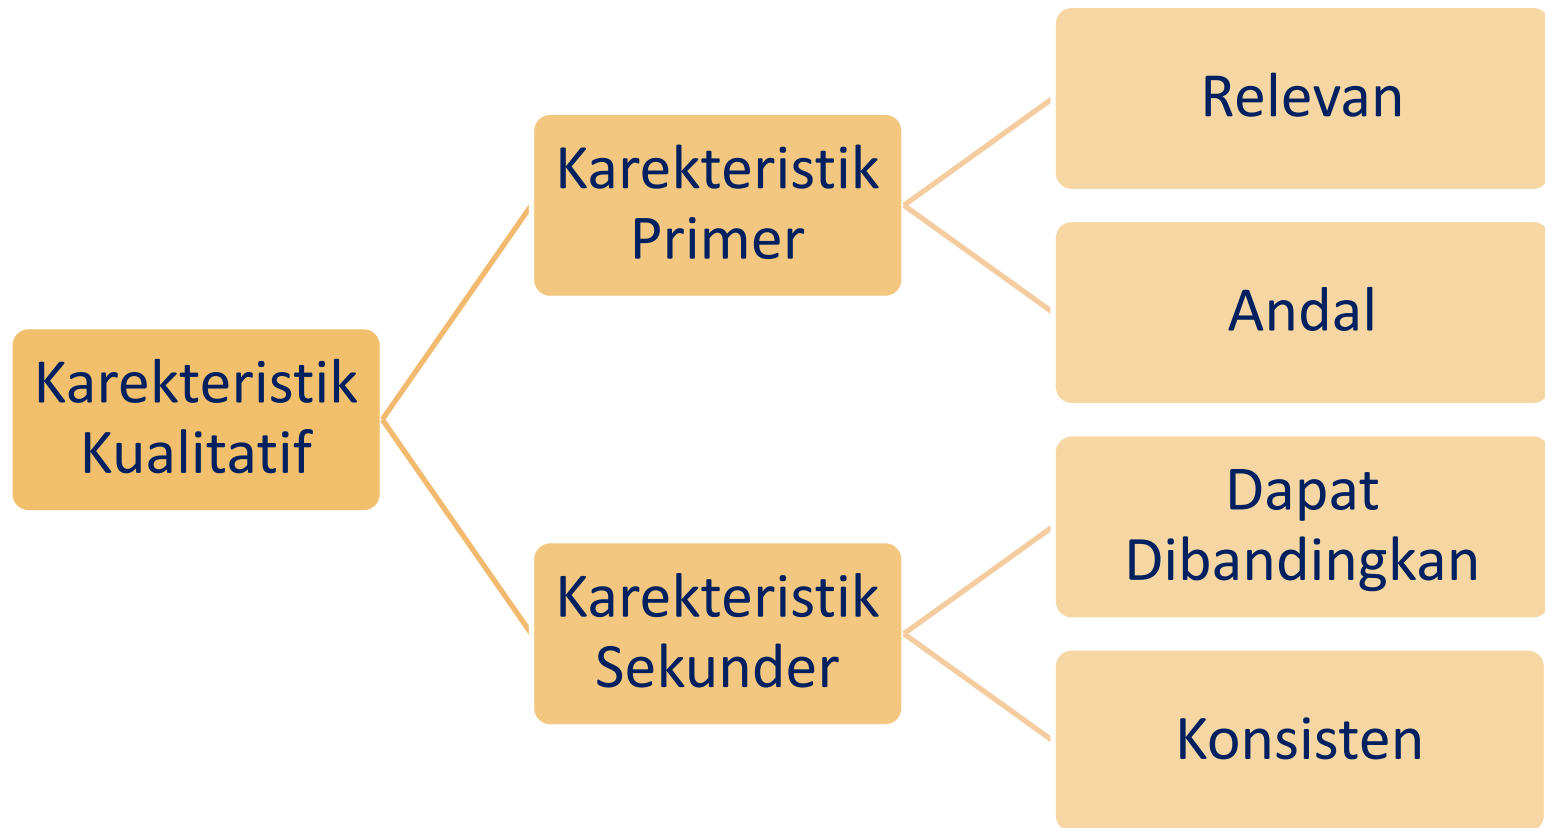 Karekteristik
Kualitatif
Karekteristik
Primer
Relevan
Andal
Karekteristik
Sekunder
Dapat
Dibandingkan
Konsisten